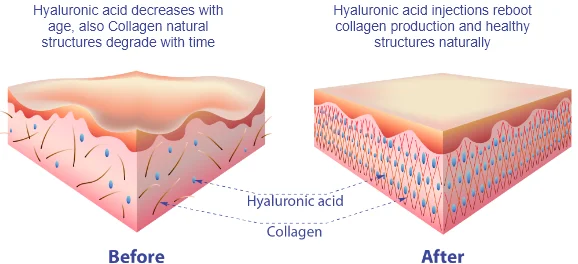 Hyaluronic acid decreases with
age, also Collagen natural
structures degrade with time
Hyaluronic acid injections reboot
collagen production and healthy
structures naturally
Hyaluronic acid
Collagen
Before
After